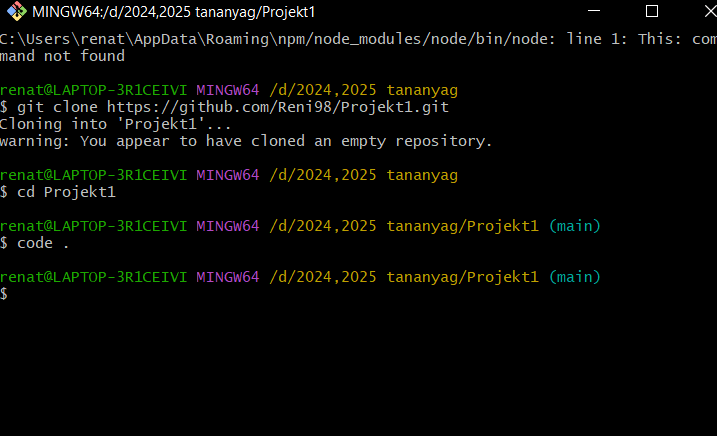 MINGW64:/d/2024,2025 tananyag/Projekt1
C:\Users\renat\AppData\Roaming\npm/node_modules/node/bin/node: line 1: This: com
mand not found
renat@LAPTOP-3R1CEIVI MINGW64 /d/2024,2025 tananyag
$ git clone https://github.com/Reni98/Projekt1.git
Cloning into 'Projekt1'...
warning: You appear to have cloned an empty repository.
renat@LAPTOP-3R1CEIVI MINGW64 /d/2024,2025 tananyag
$ cd Projekt1
renat@LAPTOP-3R1CEIVI MINGW64 /d/2024,2025 tananyag/Projekt1 (main)
$ code .
renat@LAPTOP-3R1CEIVI MINGW64 /d/2024,2025 tananyag/Projekt1 (main)
$